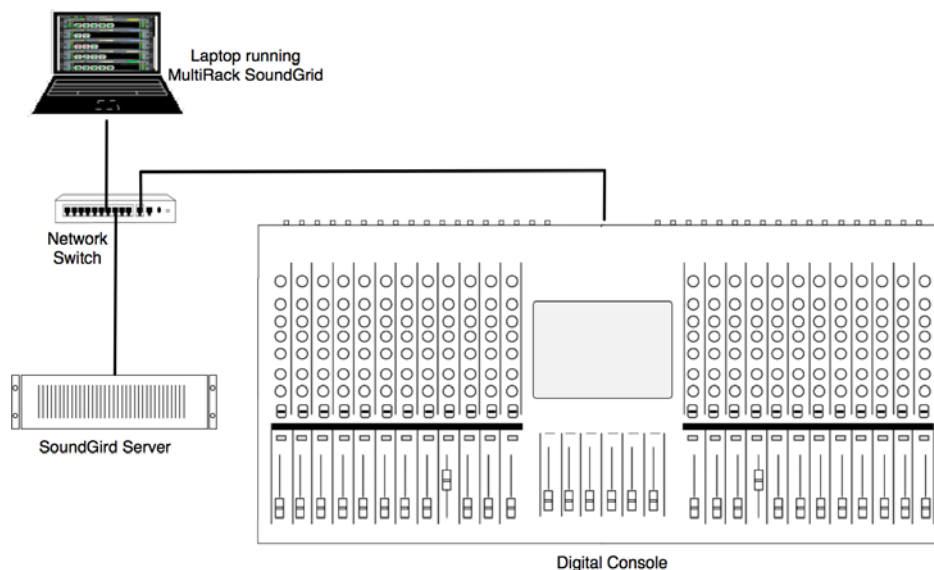 Laptop running
MultiRack SoundGrid
Network
Switch
SoundGird Server
Digital Console